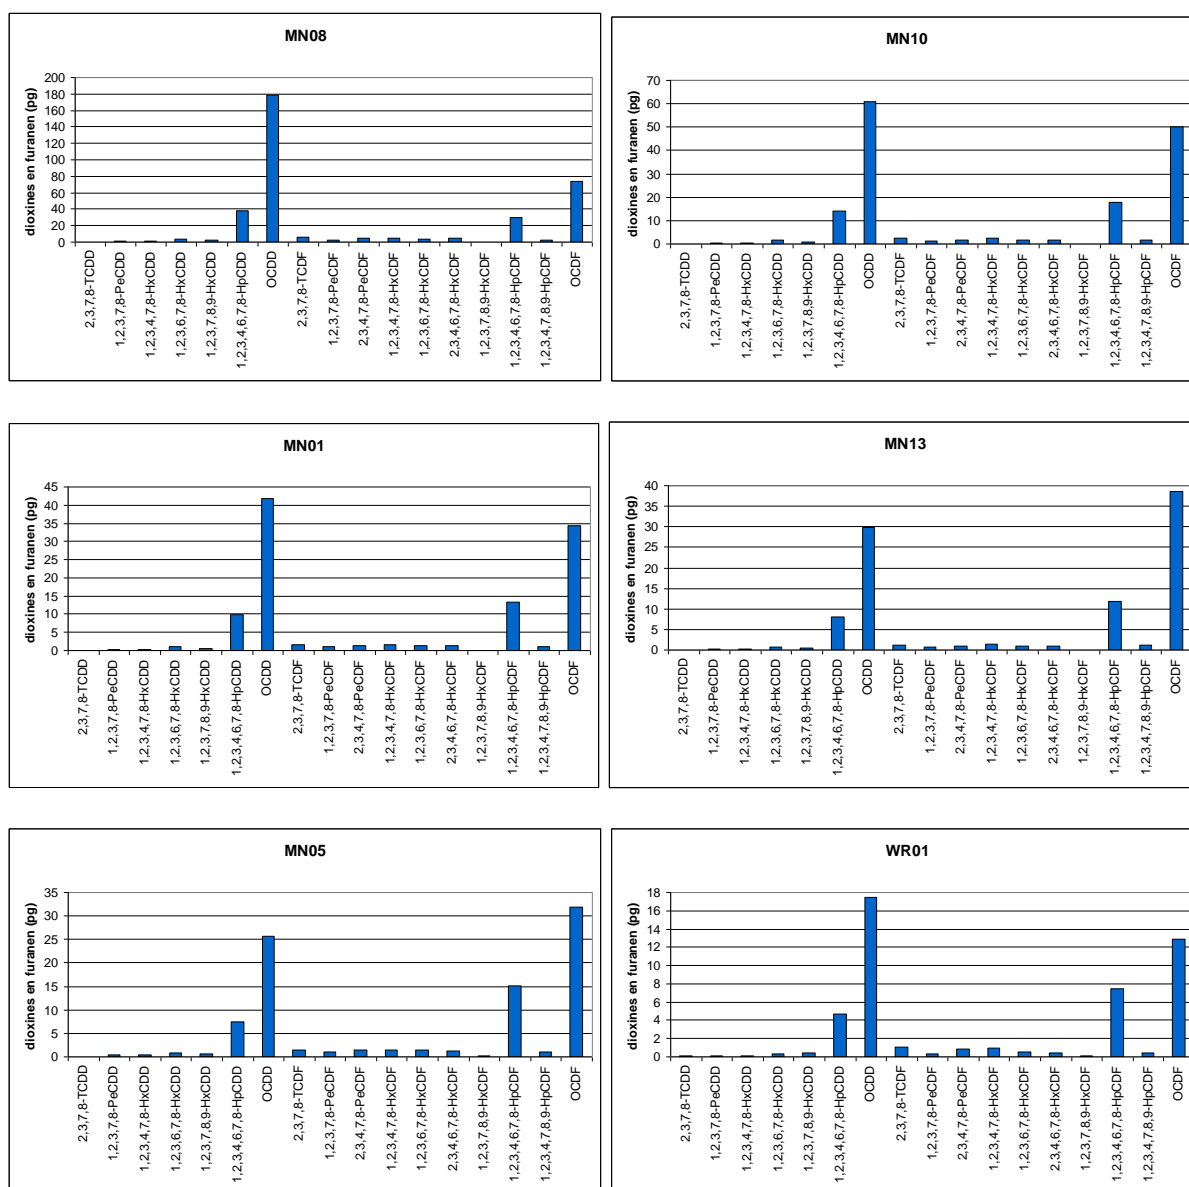 MN08
dioxines en furanen (pg)
200
180
160
140
120
100
80
60
40
20
0
2,3,7,8-TCDD
1,2,3,7,8-PeCDD
1,2,3,4,7,8-HxCDD
1,2,3,6,7,8-HxCDD
1,2,3,7,8,9-HxCDD
1,2,3,4,6,7,8-HpCDD
OCDD
2,3,7,8-TCDF
1,2,3,7,8-PeCDF
2,3,4,7,8-PeCDF
1,2,3,4,7,8-HxCDF
1,2,3,6,7,8-HxCDF
2,3,4,6,7,8-HxCDF
1,2,3,7,8,9-HxCDF
1,2,3,4,6,7,8-HpCDF
1,2,3,4,7,8,9-HpCDF
OCDF
MN10
dioxines en furanen (pg)
70
60
50
40
30
20
10
0
2,3,7,8-TCDD
1,2,3,7,8-PeCDD
1,2,3,4,7,8-HxCDD
1,2,3,6,7,8-HxCDD
1,2,3,7,8,9-HxCDD
1,2,3,4,6,7,8-HpCDD
OCDD
2,3,7,8-TCDF
1,2,3,7,8-PeCDF
2,3,4,7,8-PeCDF
1,2,3,4,7,8-HxCDF
1,2,3,6,7,8-HxCDF
2,3,4,6,7,8-HxCDF
1,2,3,7,8,9-HxCDF
1,2,3,4,6,7,8-HpCDF
1,2,3,4,7,8,9-HpCDF
OCDF
MN01
dioxines en furanen (pg)
45
40
35
30
25
20
15
10
5
0
2,3,7,8-TCDD
1,2,3,7,8-PeCDD
1,2,3,4,7,8-HxCDD
1,2,3,6,7,8-HxCDD
1,2,3,7,8,9-HxCDD
1,2,3,4,6,7,8-HpCDD
OCDD
2,3,7,8-TCDF
1,2,3,7,8-PeCDF
2,3,4,7,8-PeCDF
1,2,3,4,7,8-HxCDF
1,2,3,6,7,8-HxCDF
2,3,4,6,7,8-HxCDF
1,2,3,7,8,9-HxCDF
1,2,3,4,6,7,8-HpCDF
1,2,3,4,7,8,9-HpCDF
OCDF
MN13
dioxines en furanen (pg)
40
35
30
25
20
15
10
5
0
2,3,7,8-TCDD
1,2,3,7,8-PeCDD
1,2,3,4,7,8-HxCDD
1,2,3,6,7,8-HxCDD
1,2,3,7,8,9-HxCDD
1,2,3,4,6,7,8-HpCDD
OCDD
2,3,7,8-TCDF
1,2,3,7,8-PeCDF
2,3,4,7,8-PeCDF
1,2,3,4,7,8-HxCDF
1,2,3,6,7,8-HxCDF
2,3,4,6,7,8-HxCDF
1,2,3,7,8,9-HxCDF
1,2,3,4,6,7,8-HpCDF
1,2,3,4,7,8,9-HpCDF
OCDF
MN05
dioxines en furanen (pg)
35
30
25
20
15
10
5
0
2,3,7,8-TCDD
1,2,3,7,8-PeCDD
1,2,3,4,7,8-HxCDD
1,2,3,6,7,8-HxCDD
1,2,3,7,8,9-HxCDD
1,2,3,4,6,7,8-HpCDD
OCDD
2,3,7,8-TCDF
1,2,3,7,8-PeCDF
2,3,4,7,8-PeCDF
1,2,3,4,7,8-HxCDF
1,2,3,6,7,8-HxCDF
2,3,4,6,7,8-HxCDF
1,2,3,7,8,9-HxCDF
1,2,3,4,6,7,8-HpCDF
1,2,3,4,7,8,9-HpCDF
OCDF
WR01
dioxines en furanen (pg)
18
16
14
12
10
8
6
4
2
0
2,3,7,8-TCDD
1,2,3,7,8-PeCDD
1,2,3,4,7,8-HxCDD
1,2,3,6,7,8-HxCDD
1,2,3,7,8,9-HxCDD
1,2,3,4,6,7,8-HpCDD
OCDD
2,3,7,8-TCDF
1,2,3,7,8-PeCDF
2,3,4,7,8-PeCDF
1,2,3,4,7,8-HxCDF
1,2,3,6,7,8-HxCDF
2,3,4,6,7,8-HxCDF
1,2,3,7,8,9-HxCDF
1,2,3,4,6,7,8-HpCDF
1,2,3,4,7,8,9-HpCDF
OCDF